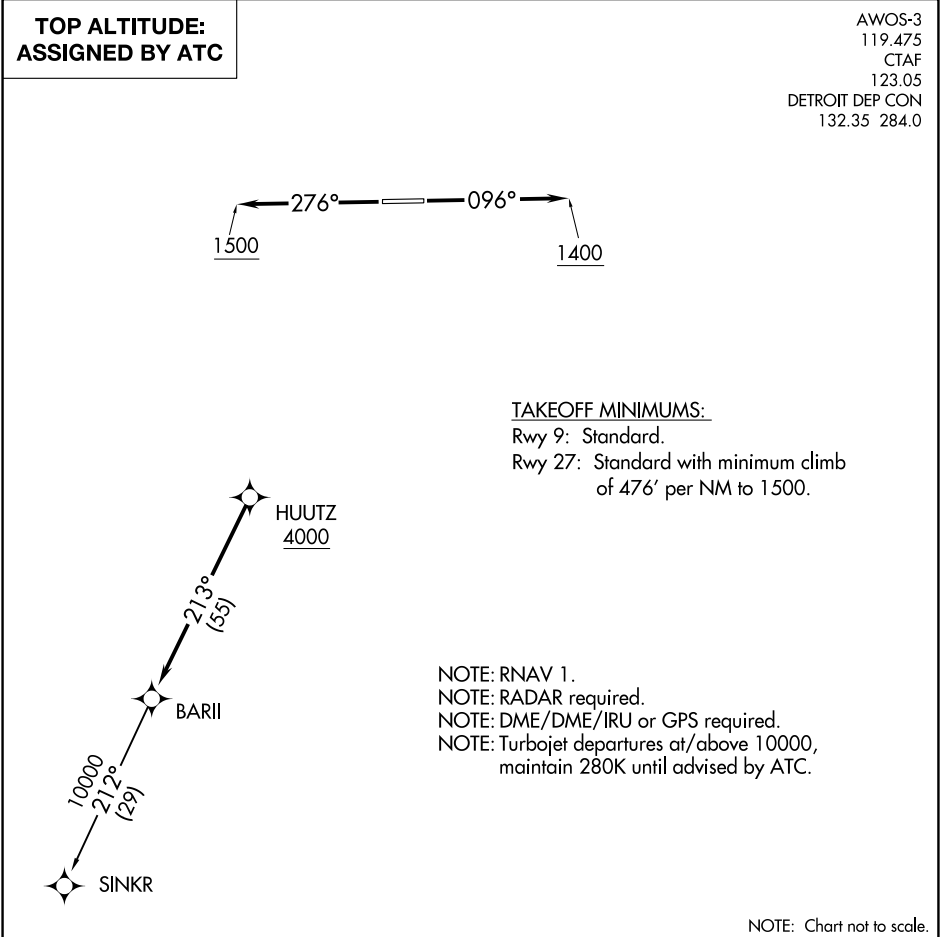 TOP ALTITUDE:
ASSIGNED BY ATC
AWOS-3
119.475
CTAF
123.05
DETROIT DEP CON
132.35 284.0
276°
096°
1500
1400
TAKEOFF MINIMUMS:
Rwy 9: Standard.
Rwy 27: Standard with minimum climb
of 476' per NM to 1500.
HUUTZ
4000
213°
(55)
BARII
NOTE: RNAV 1.
NOTE: RADAR required.
NOTE: DME/DME/IRU or GPS required.
NOTE: Turbojet departures at/above 10000,
maintain 280K until advised by ATC.
10000
212°
(29)
SINKR
NOTE: Chart not to scale.